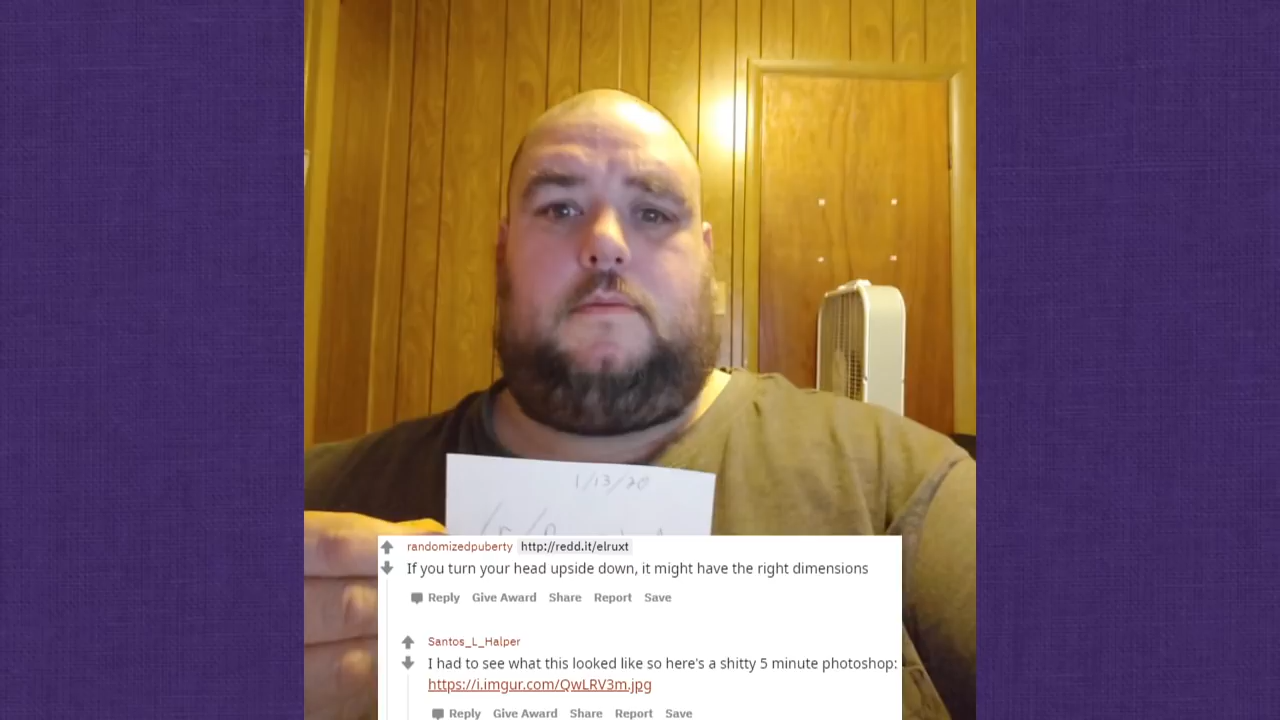 1/13/20
randomizedpuberty http://redd.it/elruxt
If you turn your head upside down, it might have the right dimensions
Reply Give Award Share Report Save
Santos_L_Halper
I had to see what this looked like so here's a shitty 5 minute photoshop:
https://i.imgur.com/QwLRV3m.jpg
Reply Give Award Share Report Save